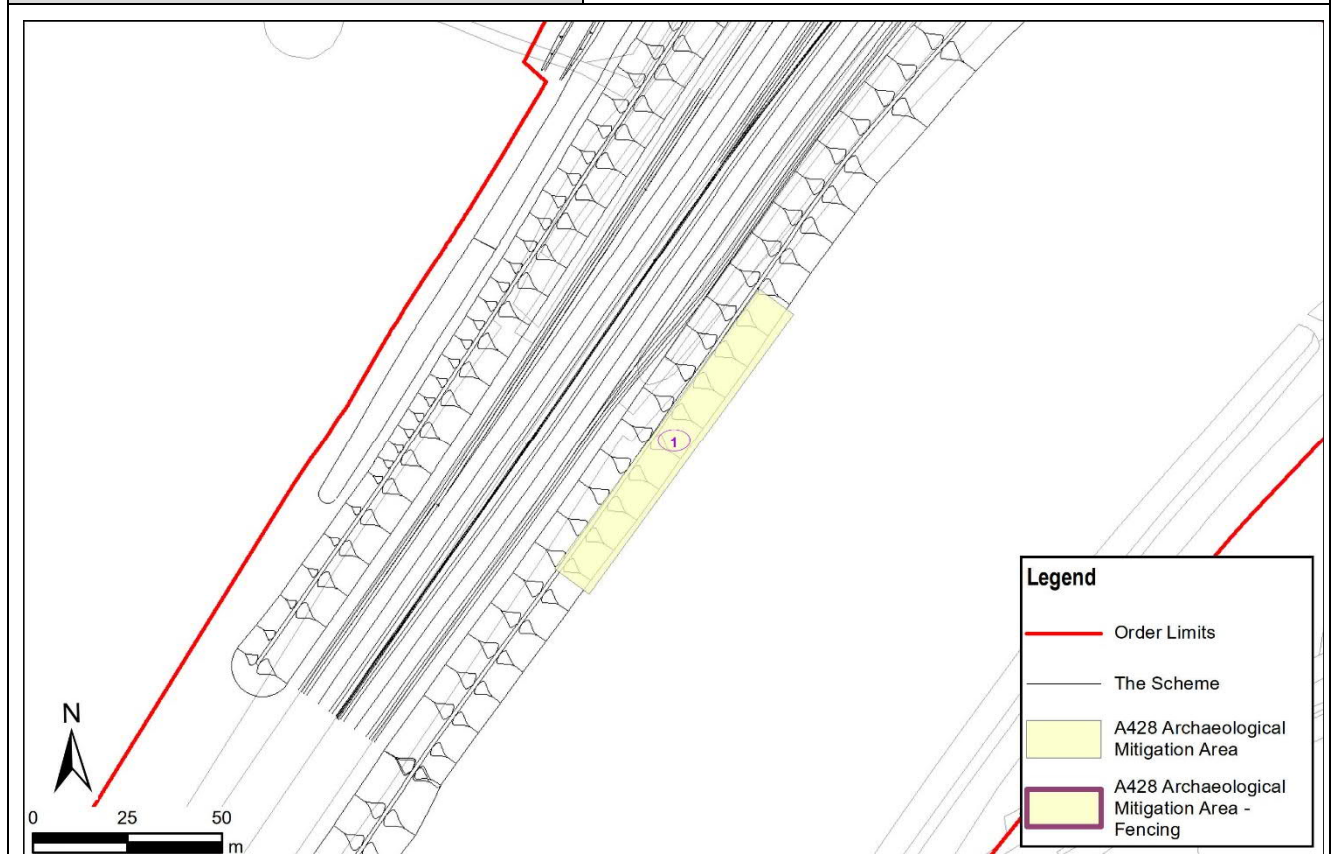 1
Legend
Order Limits
The Scheme
A428 Archaeological
Mitigation Area
A428 Archaeological
Mitigation Area -
Fencing
N
0 25 50
m